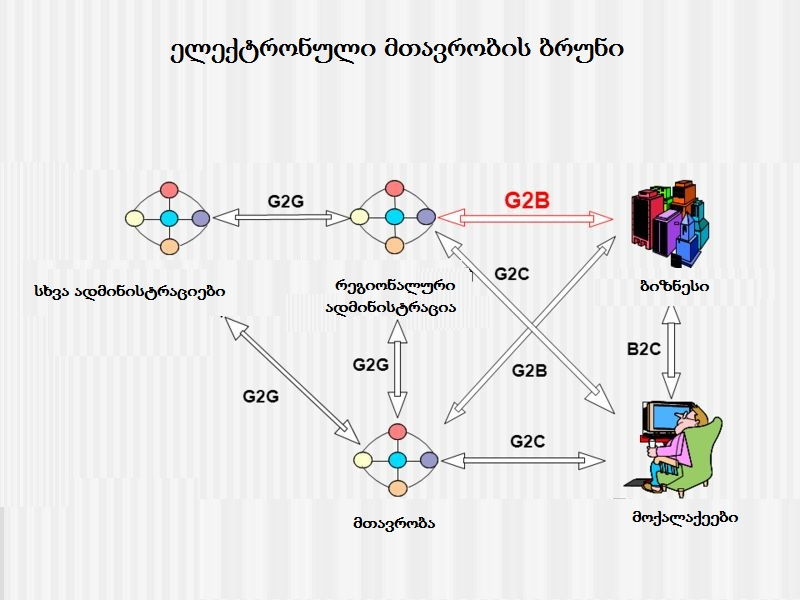 ელექტრონული მთავრობის ბრუნი
G2G
G2B
სხვა ადმინისტრაციები
რეგიონალური
ადმინისტრაცია
G2C
ბიზნესი
G2G
G2G
G2B
B2C
G2C
მთავრობა
მოქალაქეები